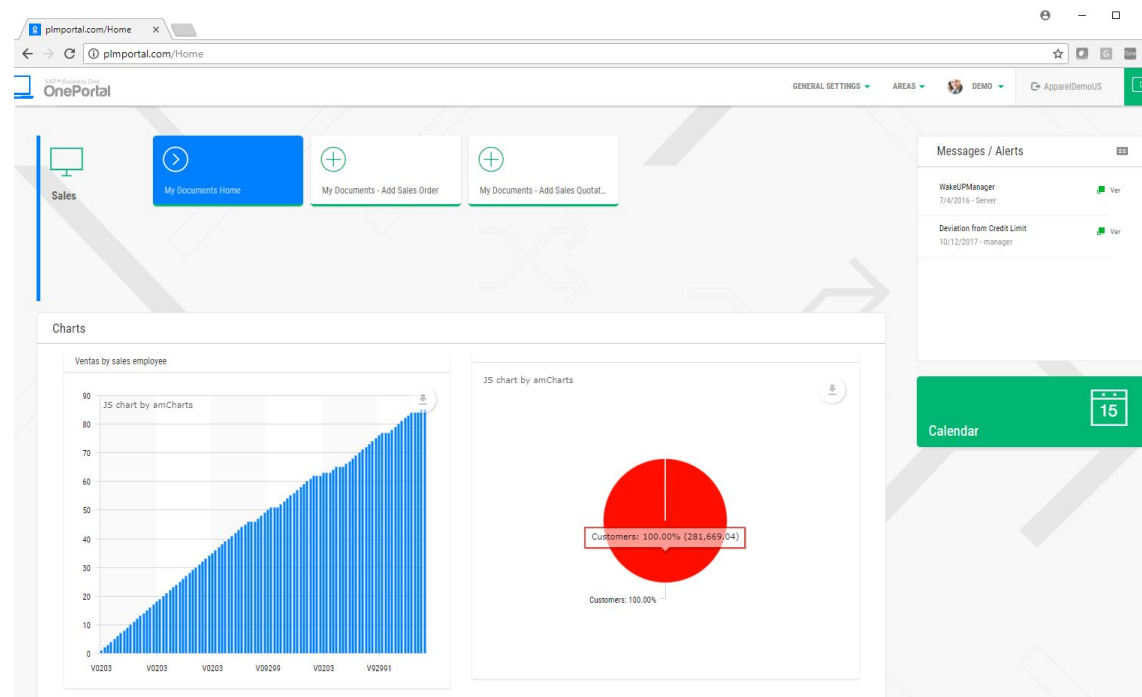 plmportal.com/Home
plmportal.com/Home
SAP® Business One
OnePortal
GENERAL SETTINGS
AREAS
DEMO
ApparelDemoUS
Sales
My Documents Home
My Documents - Add Sales Order
My Documents - Add Sales Quotat...
Messages / Alerts
WakeUPManager
Ver
7/4/2016 - Server
Deviation from Credit Limit
Ver
10/12/2017 - manager
Calendar
15
Charts
Ventas by sales employee
JS chart by amCharts
90
80
70
60
50
40
30
20
10
0
V0203 V0203 V0203 V09299 V0203 V92991
JS chart by amCharts
Customers: 100.00% (281,669.04)
Customers: 100.00%